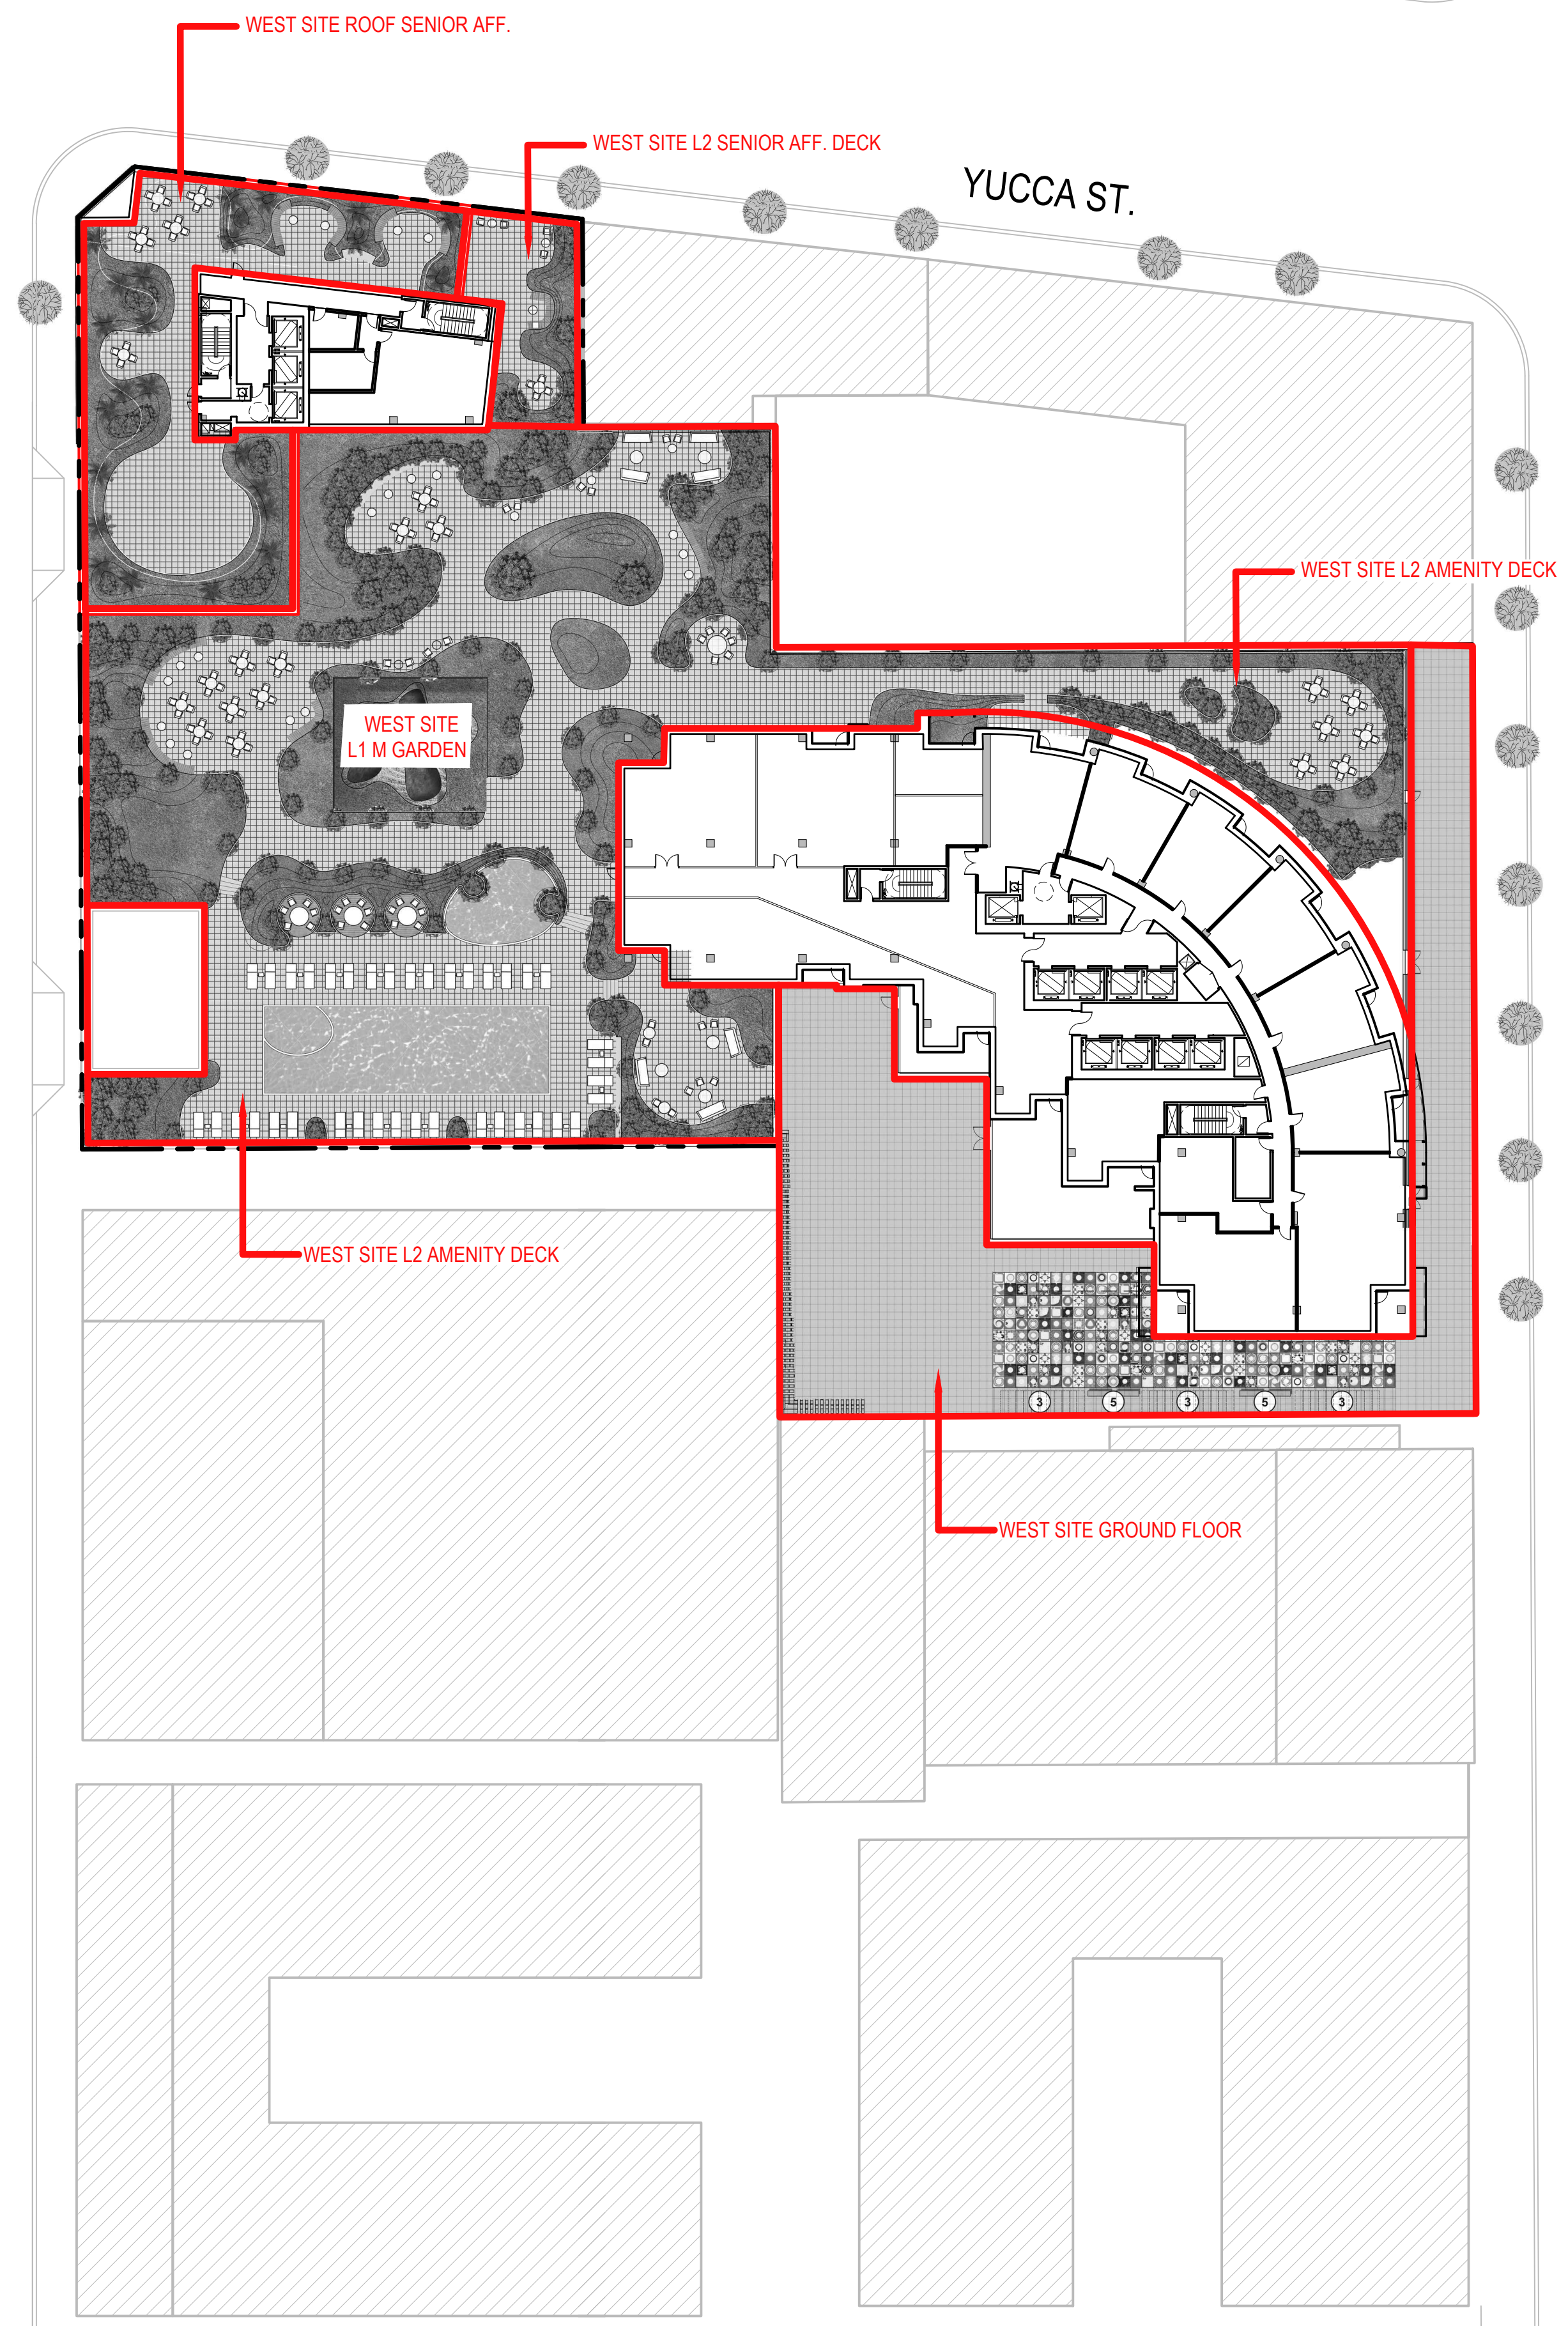 WEST SITE ROOF SENIOR AFF.
WEST SITE L2 SENIOR AFF. DECK
YUCCA ST.
WEST SITE L2 AMENITY DECK
WEST SITE
L1 M GARDEN
WEST SITE L2 AMENITY DECK
3 5 3 5 3
WEST SITE GROUND FLOOR